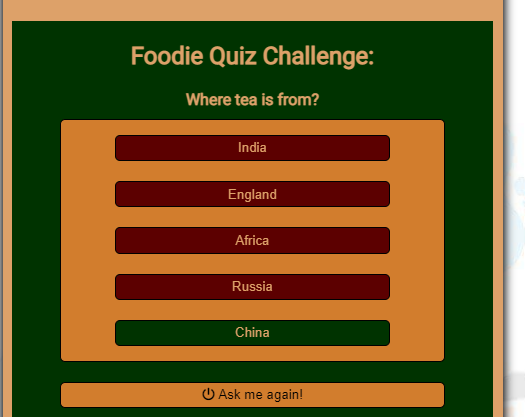 Foodie Quiz Challenge:
Where tea is from?
India
England
Africa
Russia
China
Ask me again!